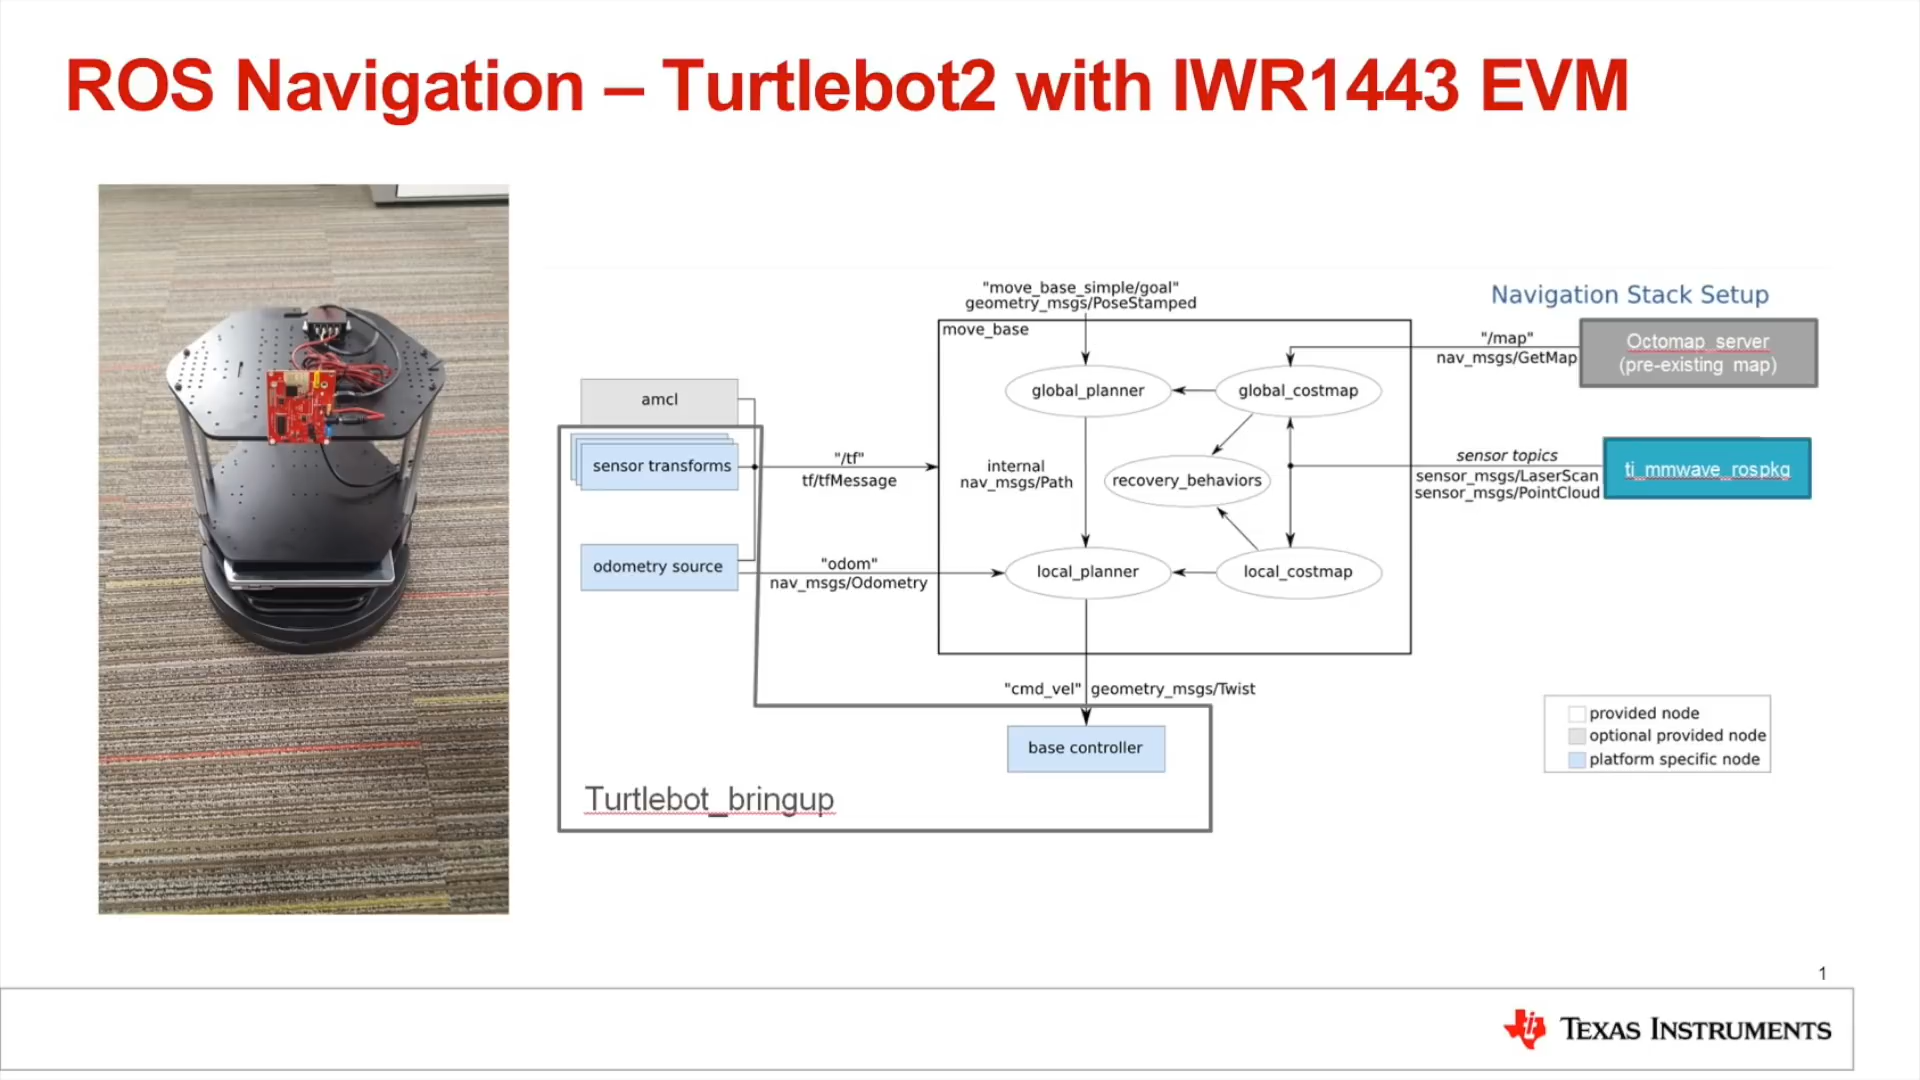 ROS Navigation – Turtlebot2 with IWR1443 EVM
"move_base_simple/goal"
geometry_msgs/PoseStamped
Navigation Stack Setup
move_base
"/map"
nav_msgs/GetMap
Octomap_server
(pre-existing map)
amcl
global_planner
global_costmap
sensor transforms
"/tf"
tf/tfMessage
internal
nav_msgs/Path
recovery_behaviors
sensor topics
sensor_msgs/LaserScan
sensor_msgs/PointCloud
ti_mmwave_rospkg
odometry source
"odom"
nav_msgs/Odometry
local_planner
local_costmap
"cmd_vel" geometry_msgs/Twist
base controller
Turtlebot_bringup
provided node
optional provided node
platform specific node
1
TEXAS INSTRUMENTS